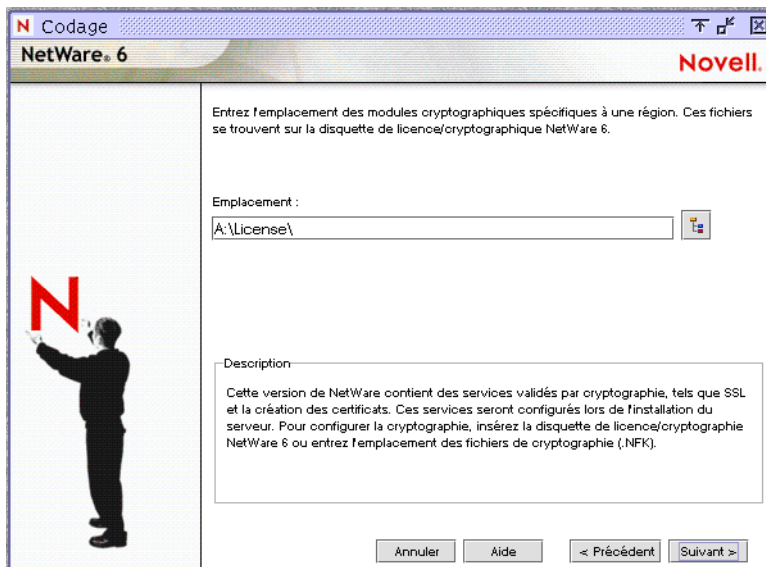 N Codage
NetWare® 6
Novell.
Entrez l'emplacement des modules cryptographiques spécifiques à une région. Ces fichiers
se trouvent sur la disquette de licence/cryptographique NetWare 6.
Emplacement :
A:\License\
N
Description
Cette version de NetWare contient des services validés par cryptographie, tels que SSL
et la création des certificats. Ces services seront configurés lors de l'installation du
serveur. Pour configurer la cryptographie, insérez la disquette de licence/cryptographie
NetWare 6 ou entrez l'emplacement des fichiers de cryptographie (.NFK).
Annuler Aide < Précédent Suivant >